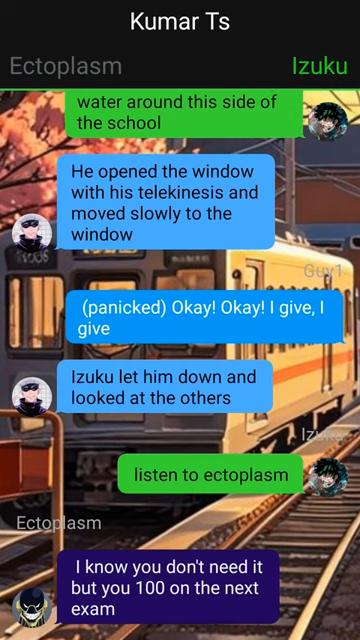 Kumar Ts
Ectoplasm
Izuku
water around this side of
the school
He opened the window
with his telekinesis and
moved slowly to the
window
Guy1
(panicked) Okay! Okay! I give, I
give
Izuku let him down and
looked at the others
Izuku
listen to ectoplasm
Ectoplasm
I know you don't need it
but you 100 on the next
exam